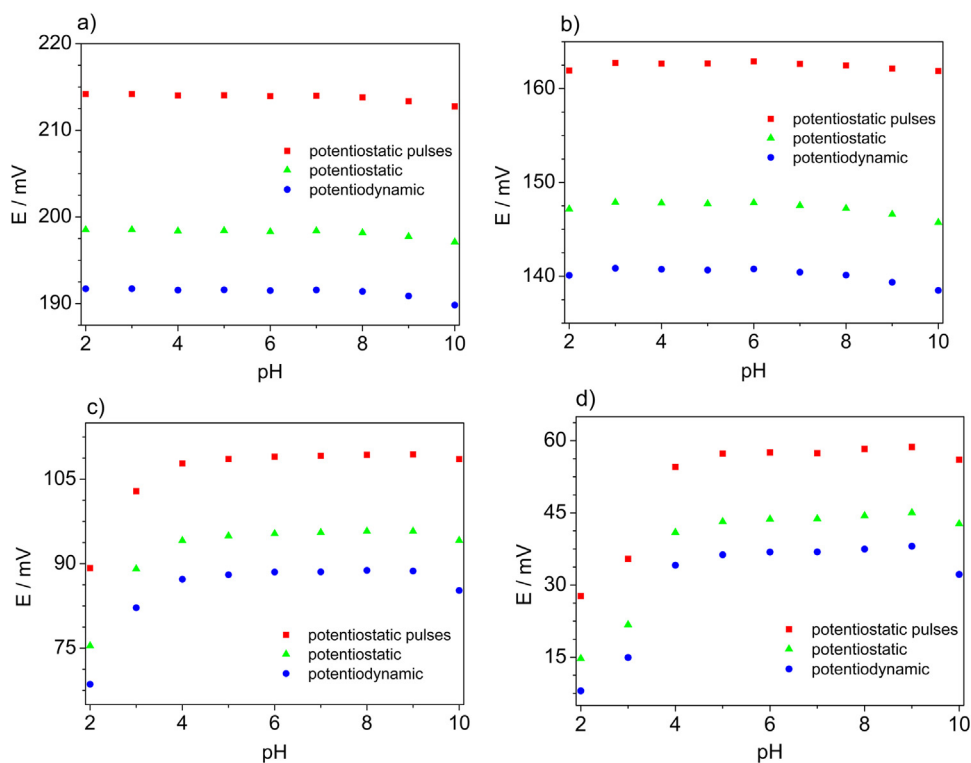 a)
220
210
200
190
E / mV
2 4 6 8 10
pH
potentiostatic pulses
potentiostatic
potentiodynamic
b)
160
150
140
E / mV
2 4 6 8 10
pH
potentiostatic pulses
potentiostatic
potentiodynamic
c)
105
90
75
E / mV
2 4 6 8 10
pH
potentiostatic pulses
potentiostatic
potentiodynamic
d)
60
45
30
15
E / mV
2 4 6 8 10
pH
potentiostatic pulses
potentiostatic
potentiodynamic